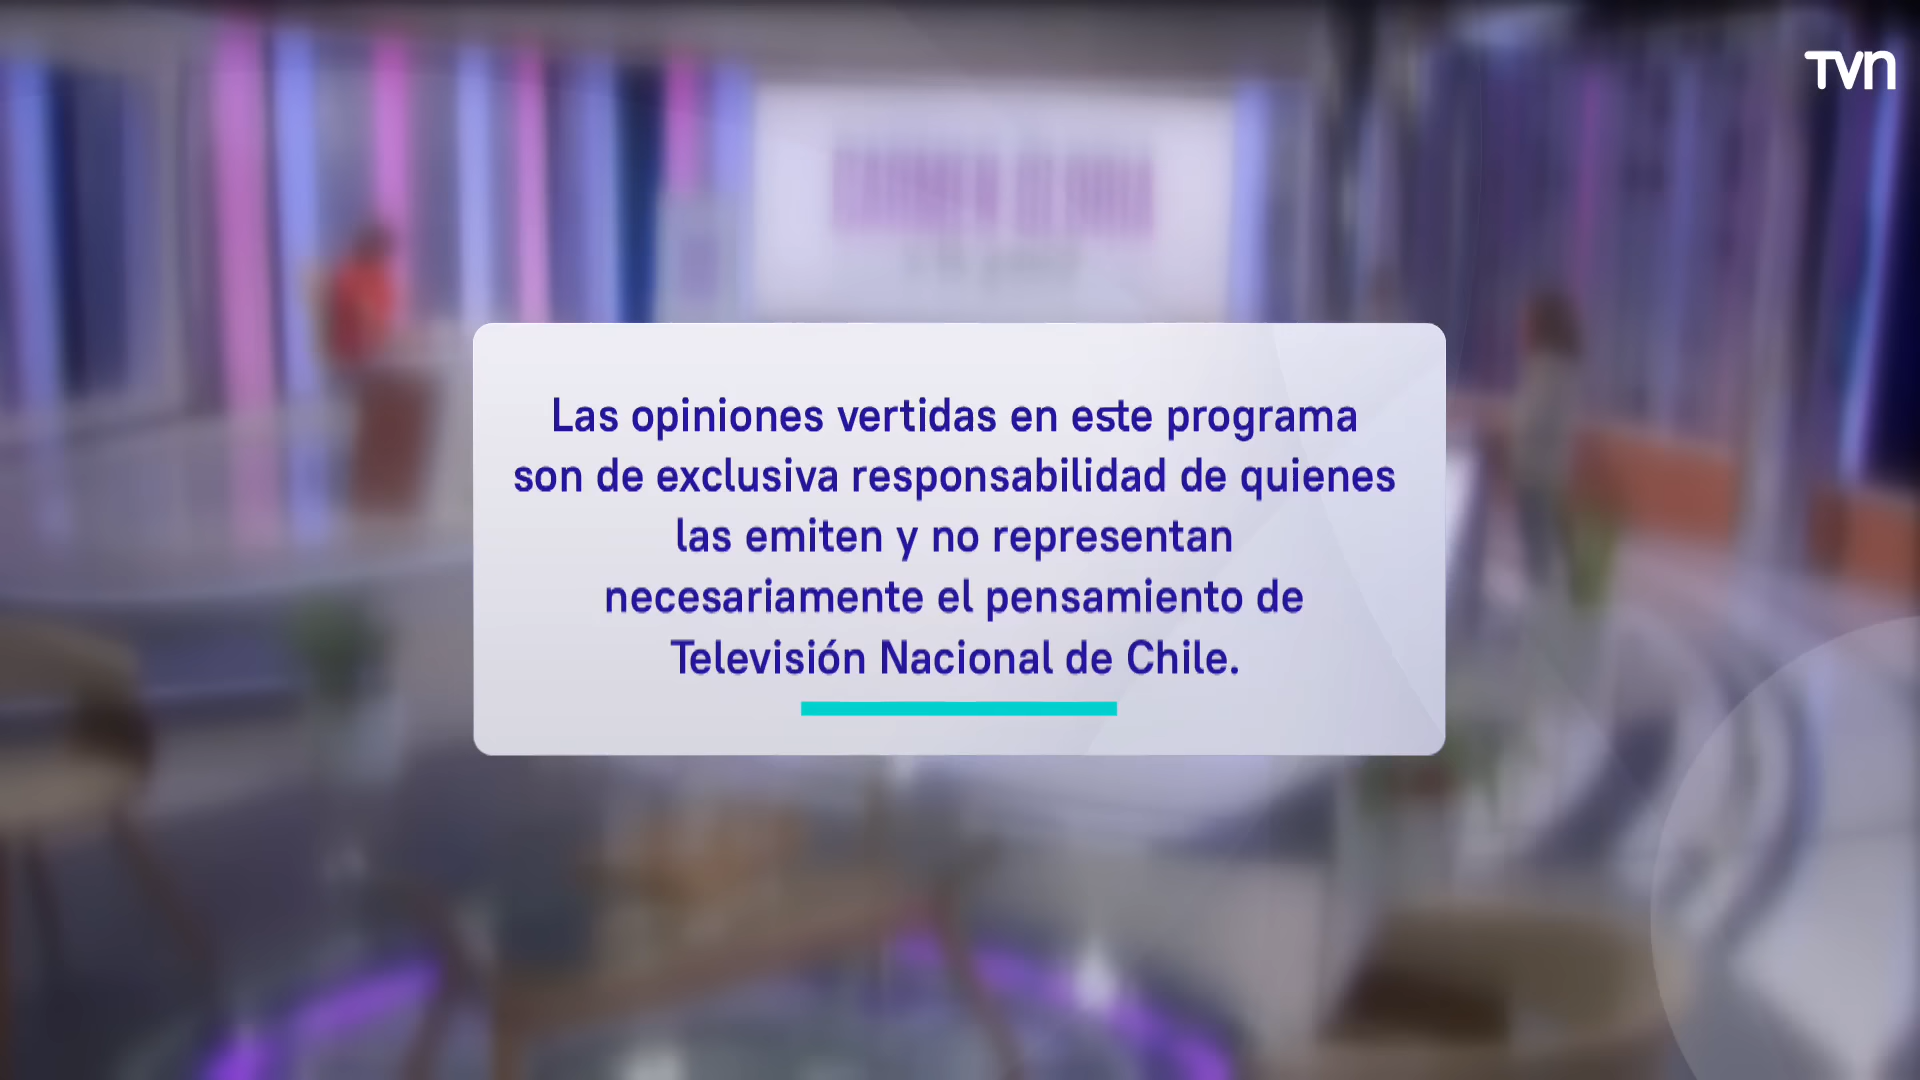 TVN
Las opiniones vertidas en este programa
son de exclusiva responsabilidad de quienes
las emiten y no representan
necesariamente el pensamiento de
Televisión Nacional de Chile.